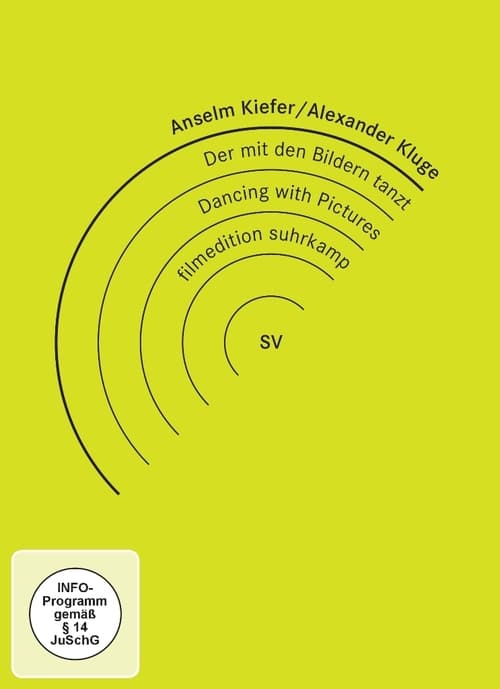 Anselm Kiefer/Alexander Kluge
Der mit den Bildern tanzt
Dancing with Pictures
filmedition suhrkamp
SV
INFO-
Programm
gemäß
§ 14
JuSchG